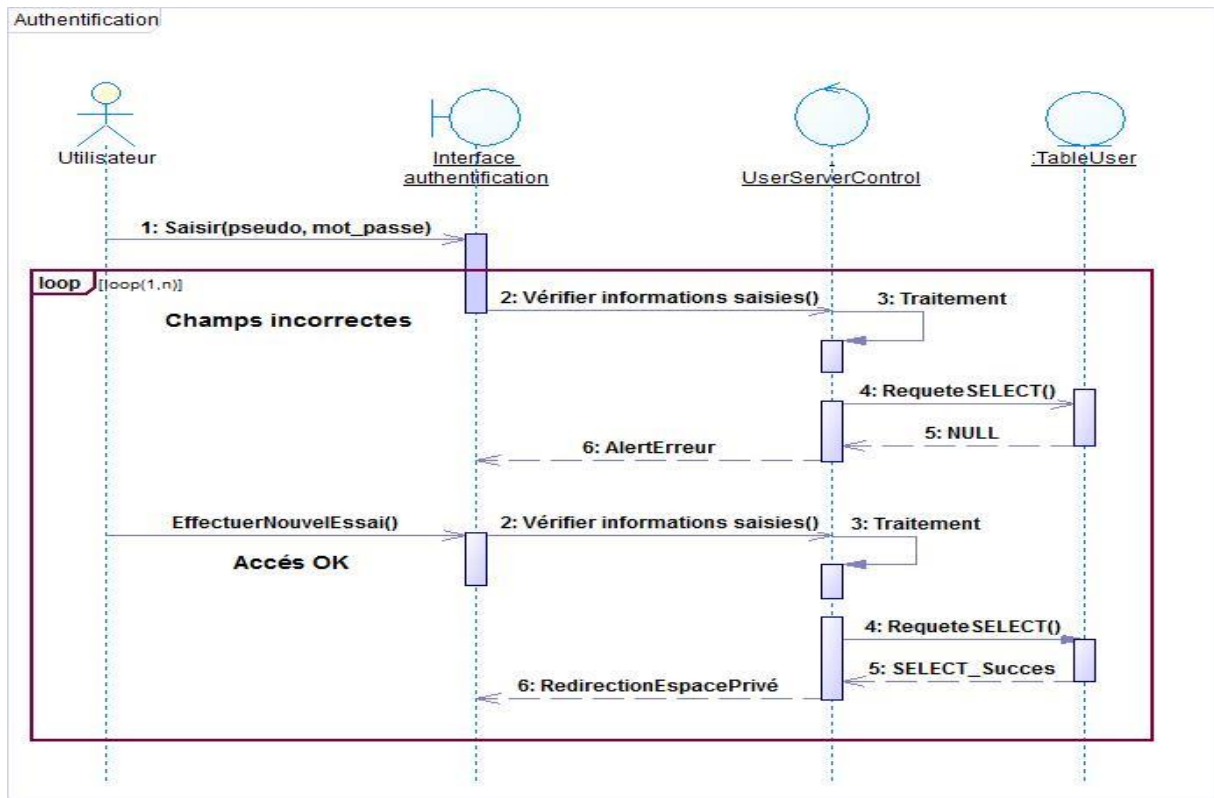 Authentification
Utilisateur
Interface
authentification
UserServerControl
:TableUser
1: Saisir(pseudo, mot_passe)
loop [loop(1,n)]
2: Vérifier informations saisies()
3: Traitement
Champs incorrectes
4: RequeteSELECT()
5: NULL
6: AlertErreur
EffectuerNouvelEssai()
2: Vérifier informations saisies()
3: Traitement
Accés OK
4: RequeteSELECT()
5: SELECT_Succes
6: RedirectionEspacePrivé